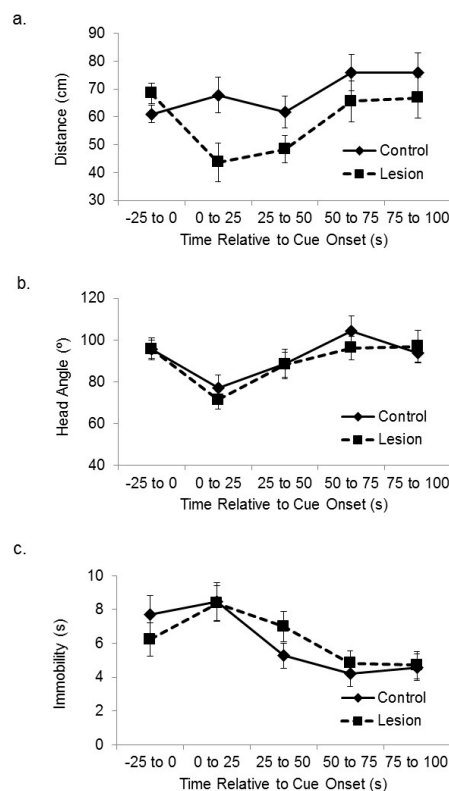 a.
Distance (cm)
90
80
70
60
50
40
30
Control
Lesion
-25 to 0 0 to 25 25 to 50 50 to 75 75 to 100
Time Relative to Cue Onset (s)
b.
Head Angle (º)
120
100
80
60
40
Control
Lesion
-25 to 0 0 to 25 25 to 50 50 to 75 75 to 100
Time Relative to Cue Onset (s)
c.
Immobility (s)
10
8
6
4
2
0
Control
Lesion
-25 to 0 0 to 25 25 to 50 50 to 75 75 to 100
Time Relative to Cue Onset (s)